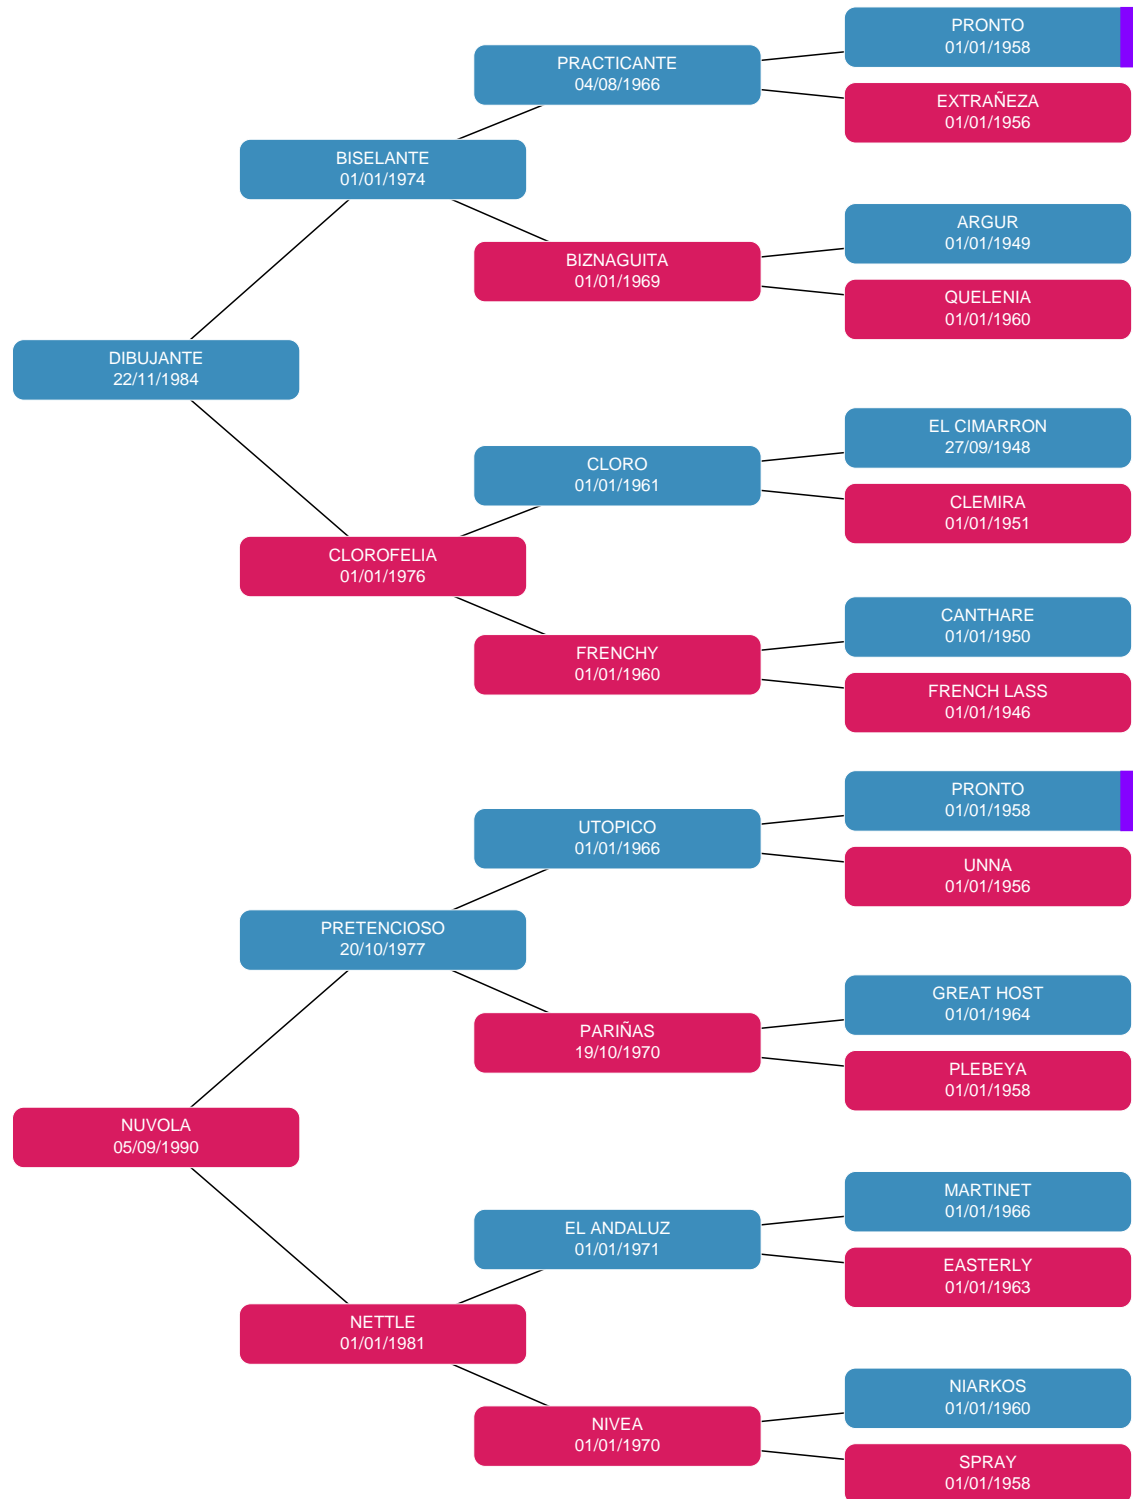 PRONTO
01/01/1958
PRACTICANTE
04/08/1966
EXTRAÑEZA
01/01/1956
BISELANTE
01/01/1974
ARGUR
01/01/1949
BIZNAGUITA
01/01/1969
QUELENIA
01/01/1960
DIBUJANTE
22/11/1984
EL CIMARRON
27/09/1948
CLORO
01/01/1961
CLEMIRA
01/01/1951
CLOROFELIA
01/01/1976
CANTHARE
01/01/1950
FRENCHY
01/01/1960
FRENCH LASS
01/01/1946
PRONTO
01/01/1958
UTOPICO
01/01/1966
UNNA
01/01/1956
PRETENCIOSO
20/10/1977
GREAT HOST
01/01/1964
PARIÑAS
19/10/1970
PLEBEYA
01/01/1958
NUVOLA
05/09/1990
MARTINET
01/01/1966
EL ANDALUZ
01/01/1971
EASTERLY
01/01/1963
NETTLE
01/01/1981
NIARKOS
01/01/1960
NIVEA
01/01/1970
SPRAY
01/01/1958